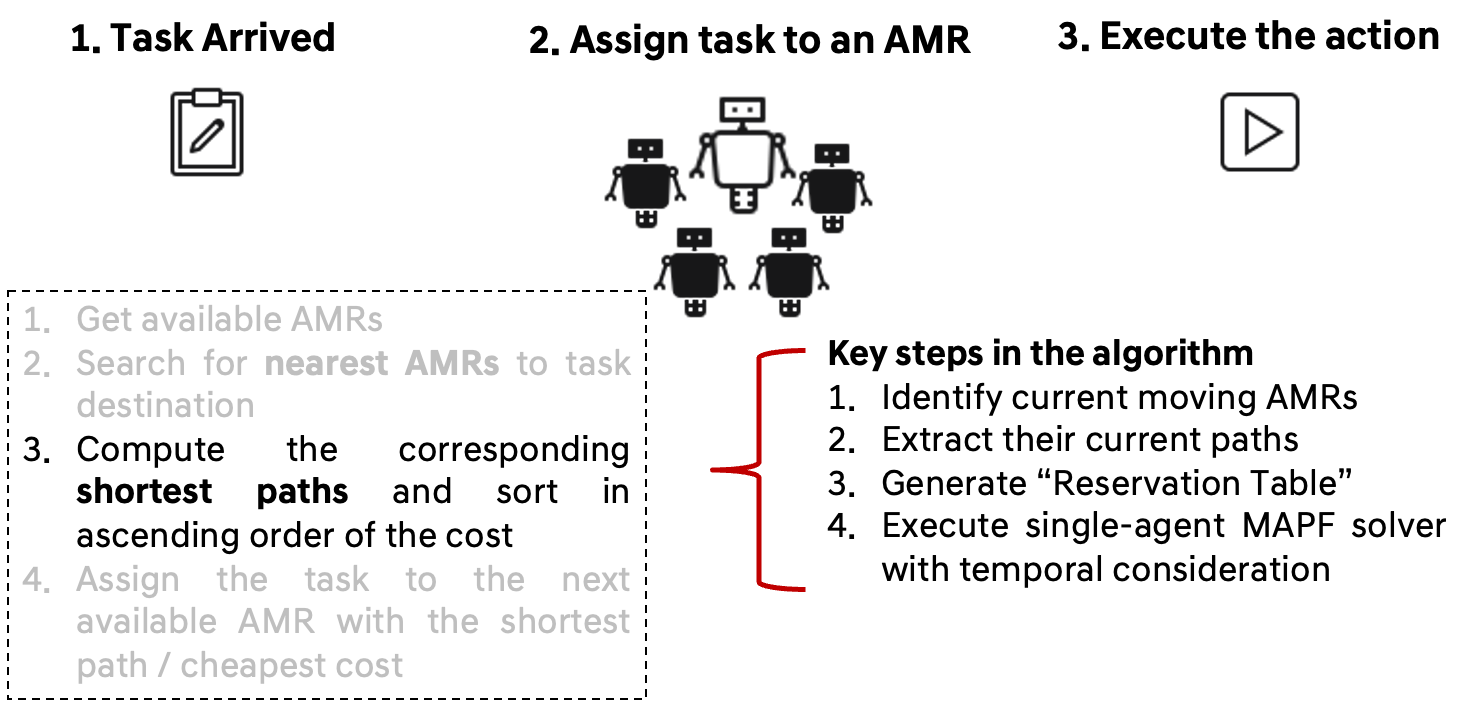 1. Task Arrived
2. Assign task to an AMR
3. Execute the action
1. Get available AMRs
2. Search for nearest AMRs to task
destination
3. Compute the corresponding
shortest paths and sort in
ascending order of the cost
4. Assign the task to the next
available AMR with the shortest
path / cheapest cost
Key steps in the algorithm
1. Identify current moving AMRs
2. Extract their current paths
3. Generate “Reservation Table”
4. Execute single-agent MAPF solver
with temporal consideration